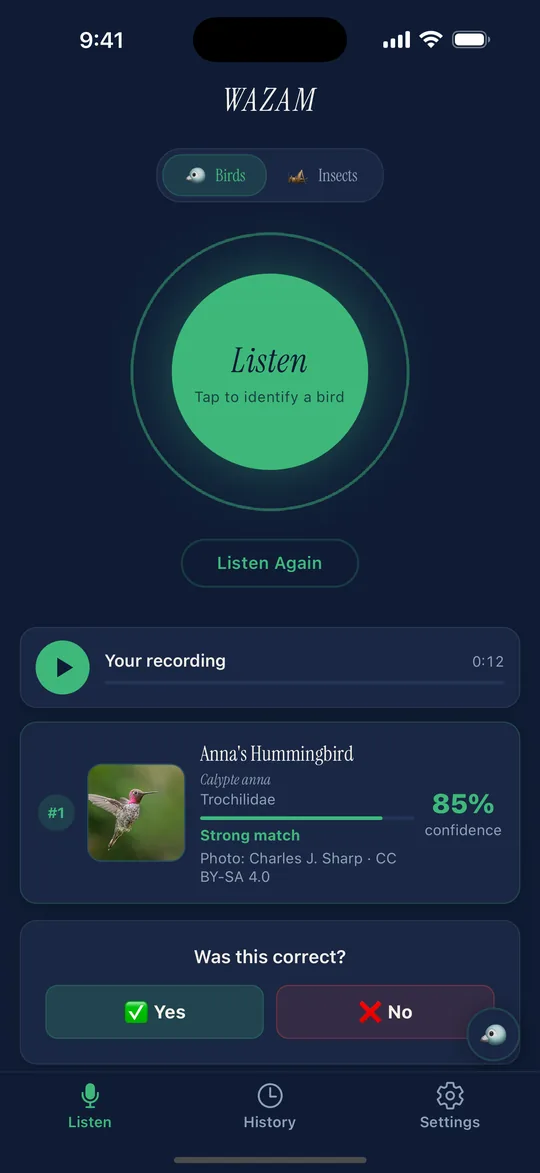 9:41
WAZAM
Birds
Insects
Listen
Tap to identify a bird
Listen Again
Your recording
0:12
#1
Anna's Hummingbird
Calypte anna
Trochilidae
Strong match
Photo: Charles J. Sharp · CC
BY-SA 4.0
85%
confidence
Was this correct?
✅ Yes
❌ No
Listen
History
Settings